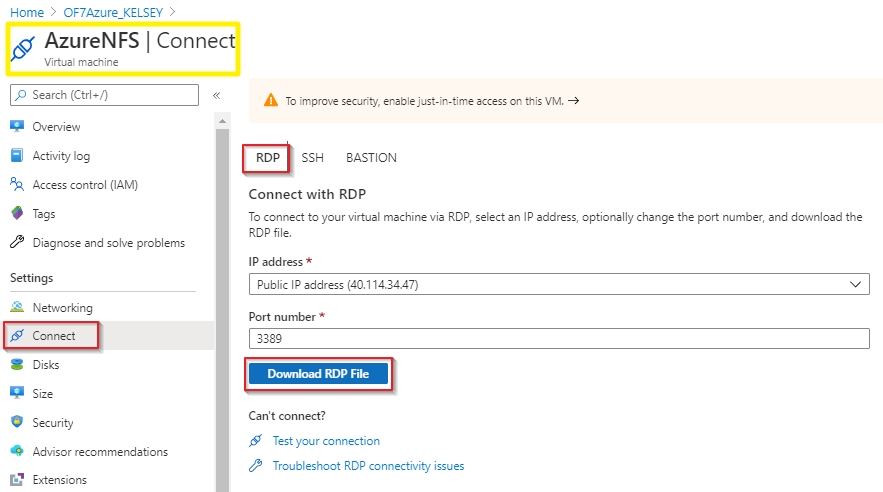 Home > OF7Azure_KELSEY >
AzureNFS | Connect
Virtual machine
Search (Ctrl+/)
«
Overview
Activity log
Access control (IAM)
Tags
Diagnose and solve problems
Settings
Networking
Connect
Disks
Size
Security
Advisor recommendations
Extensions
To improve security, enable just-in-time access on this VM. →
RDP SSH BASTION
Connect with RDP
To connect to your virtual machine via RDP, select an IP address, optionally change the port number, and download the
RDP file.
IP address *
Public IP address (40.114.34.47)
Port number *
3389
Download RDP File
Can't connect?
Test your connection
Troubleshoot RDP connectivity issues